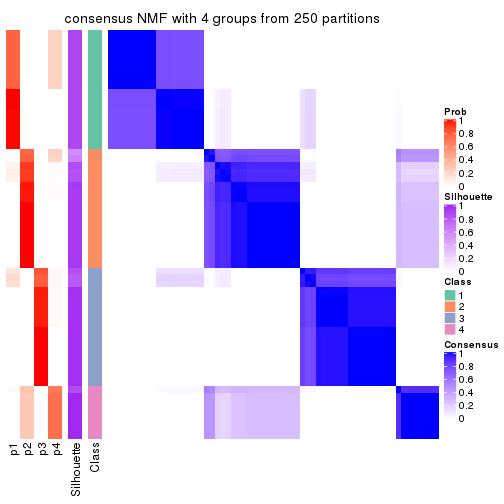 consensus NMF with 4 groups from 250 partitions
Prob
1
0.8
0.6
0.4
0.2
0
Silhouette
1
0.8
0.6
0.4
0.2
0
Class
1
2
3
4
Consensus
1
0.8
0.6
0.4
0.2
0
p1
p2
p3
p4
Silhouette
Class